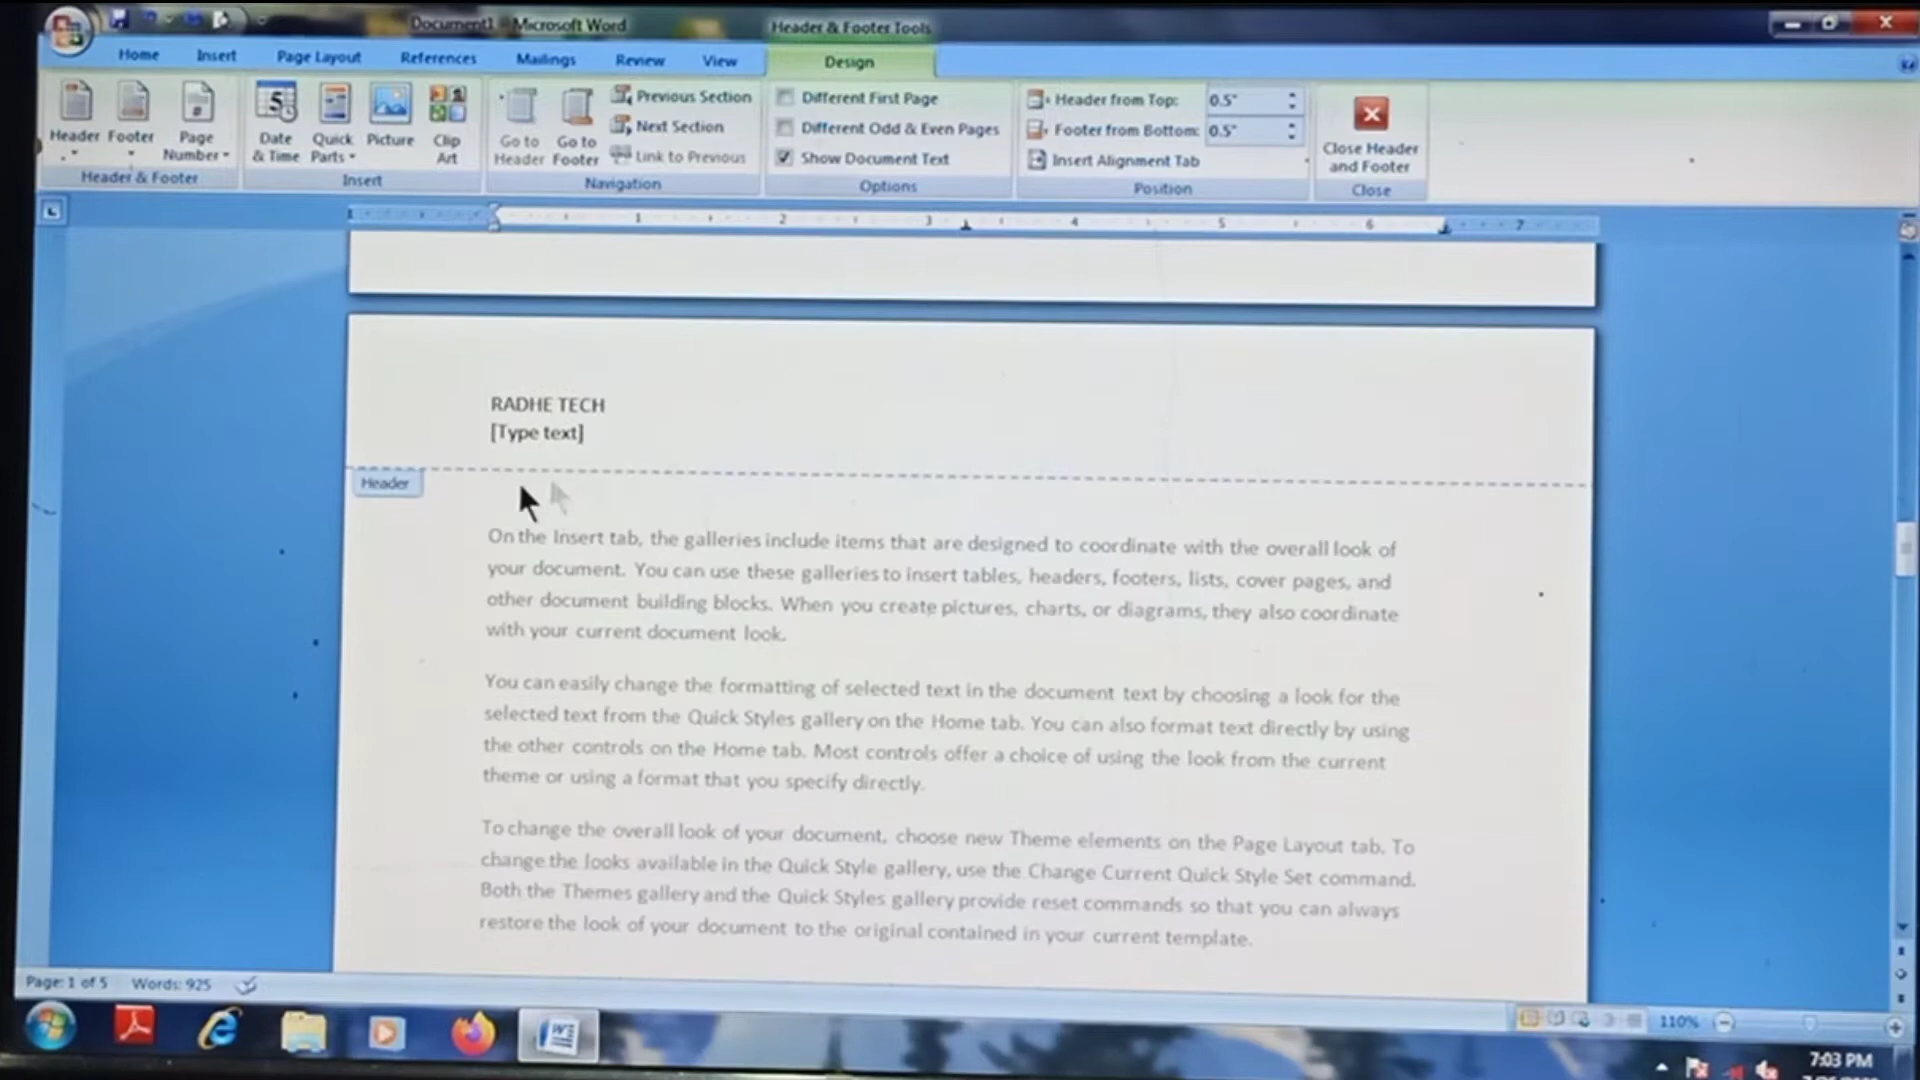 Document1 - Microsoft Word
Header & Footer Tools
Home Insert Page Layout References Mailings Review View Design
Header Footer Page Number
Date & Time Quick Parts Picture Clip Art
Go to Header Go to Footer
Previous Section
Next Section
Link to Previous
Different First Page
Different Odd & Even Pages
Show Document Text
Header from Top: 0.5"
Footer from Bottom: 0.5"
Insert Alignment Tab
Close Header and Footer
Header & Footer Insert Navigation Options Position Close
1 1 2 3 4 5 6 7
RADHE TECH
[Type text]
Header
On the Insert tab, the galleries include items that are designed to coordinate with the overall look of
your document. You can use these galleries to insert tables, headers, footers, lists, cover pages, and
other document building blocks. When you create pictures, charts, or diagrams, they also coordinate
with your current document look.
You can easily change the formatting of selected text in the document text by choosing a look for the
selected text from the Quick Styles gallery on the Home tab. You can also format text directly by using
the other controls on the Home tab. Most controls offer a choice of using the look from the current
theme or using a format that you specify directly.
To change the overall look of your document, choose new Theme elements on the Page Layout tab. To
change the looks available in the Quick Style gallery, use the Change Current Quick Style Set command.
Both the Themes gallery and the Quick Styles gallery provide reset commands so that you can always
restore the look of your document to the original contained in your current template.
Page: 1 of 5 Words: 925
110%
7:03 PM